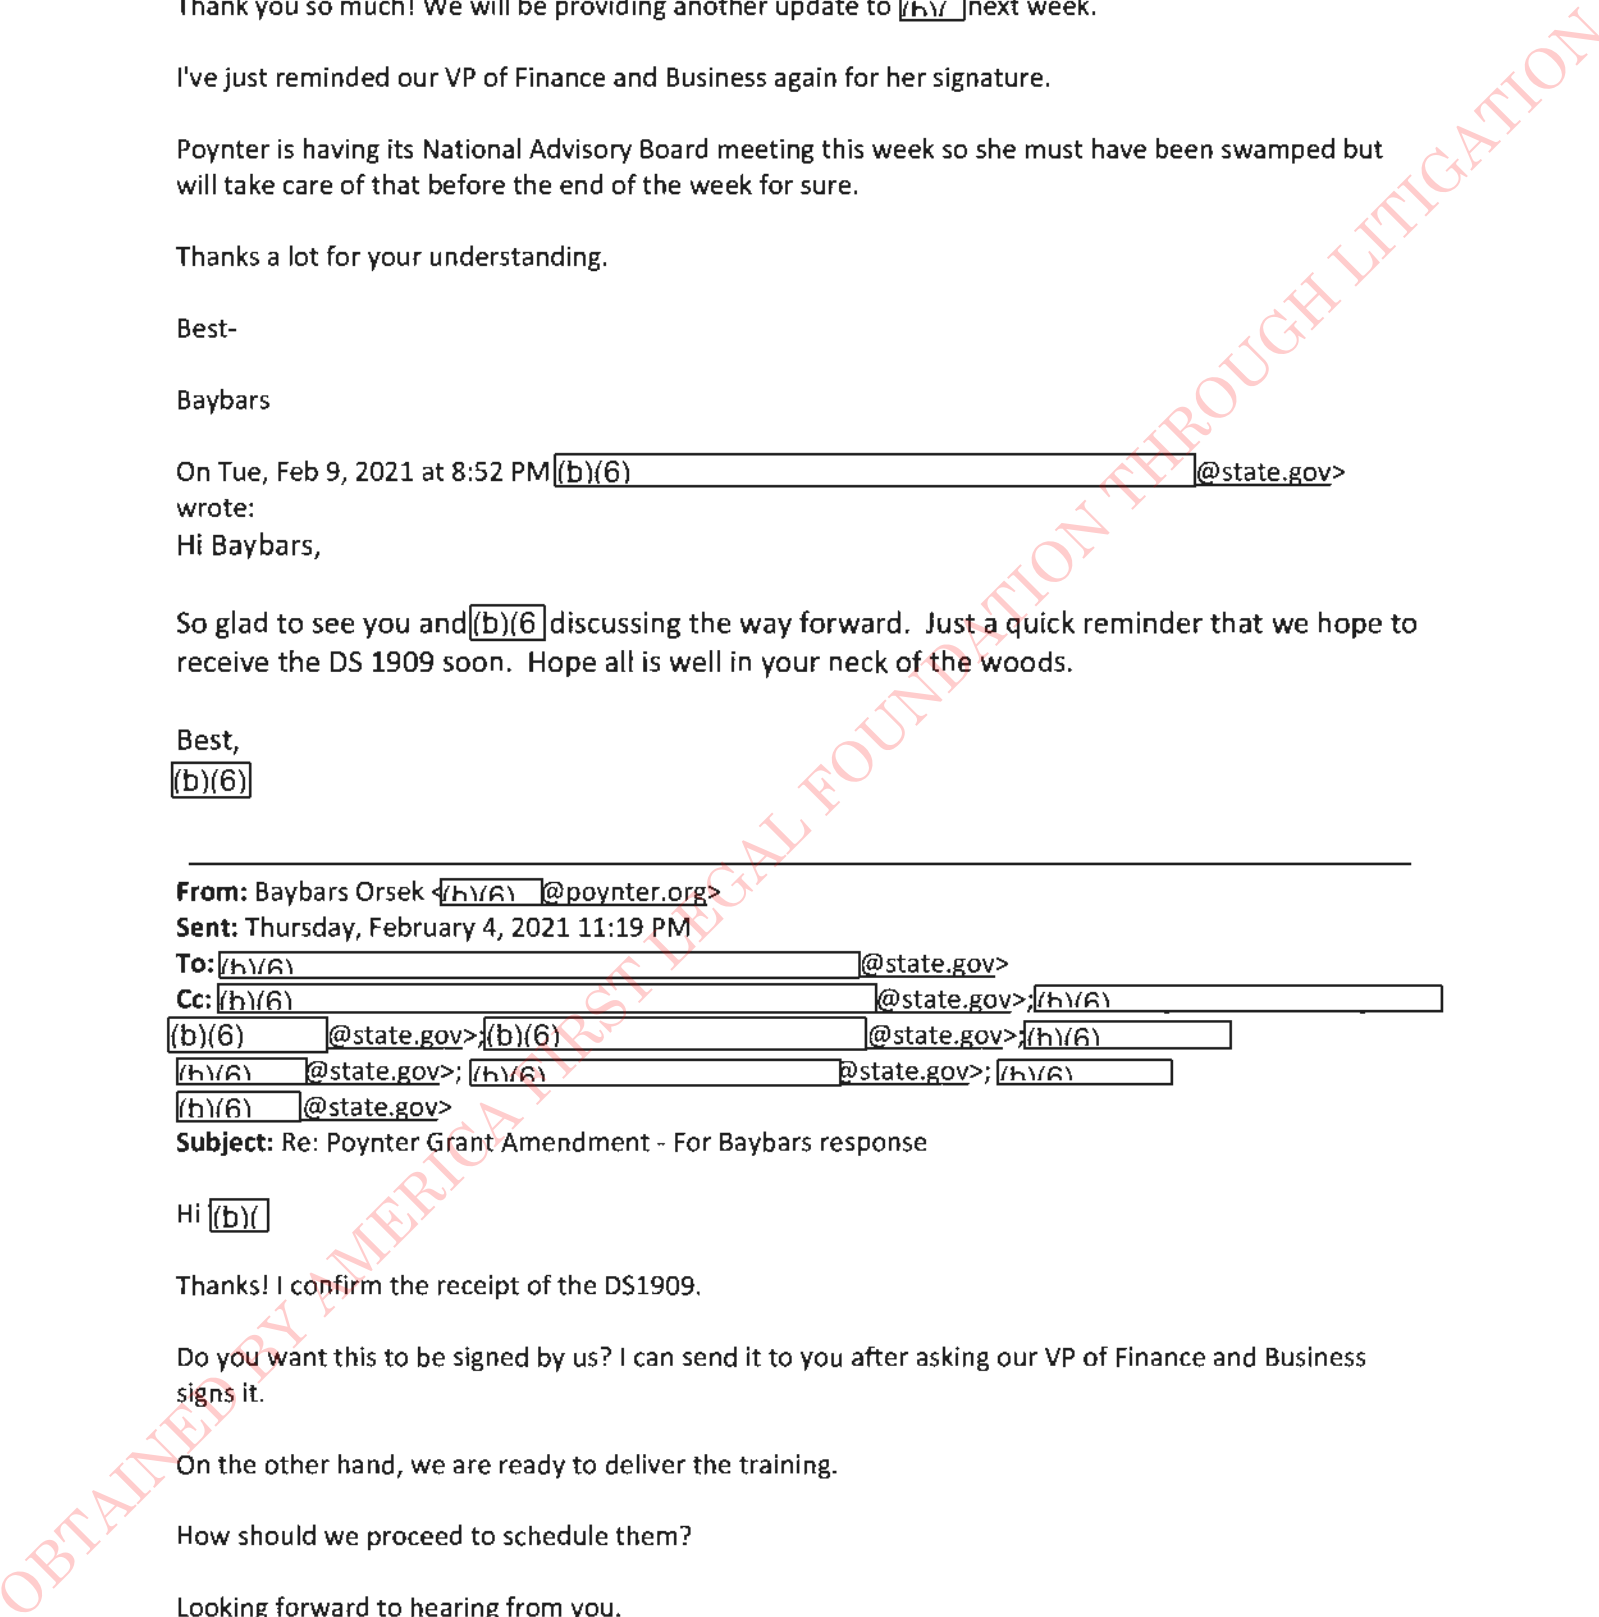 Thank you so much! We will be providing another update to (b)( next week.
I've just reminded our VP of Finance and Business again for her signature.
Poynter is having its National Advisory Board meeting this week so she must have been swamped but
will take care of that before the end of the week for sure.
Thanks a lot for your understanding.
Best-
Baybars
On Tue, Feb 9, 2021 at 8:52 PM (b)(6) @state.gov>
wrote:
Hi Baybars,
So glad to see you and (b)(6 discussing the way forward. Just a quick reminder that we hope to
receive the DS 1909 soon. Hope all is well in your neck of the woods.
Best,
(b)(6)
From: Baybars Orsek <(b)(6) @poynter.org>
Sent: Thursday, February 4, 2021 11:19 PM
To: (b)(6) @state.gov>
Cc: (b)(6) @state.gov>; (b)(6)
(b)(6) @state.gov>; (b)(6) @state.gov>; (b)(6)
(b)(6) @state.gov>; (b)(6) @state.gov>; (b)(6)
(b)(6) @state.gov>
Subject: Re: Poynter Grant Amendment - For Baybars response
Hi (b)(
Thanks! I confirm the receipt of the DS1909.
Do you want this to be signed by us? I can send it to you after asking our VP of Finance and Business
signs it.
On the other hand, we are ready to deliver the training.
How should we proceed to schedule them?
Looking forward to hearing from you.
OBTAINED BY AMERICA FIRST LEGAL FOUNDATION THROUGH LITIGATION